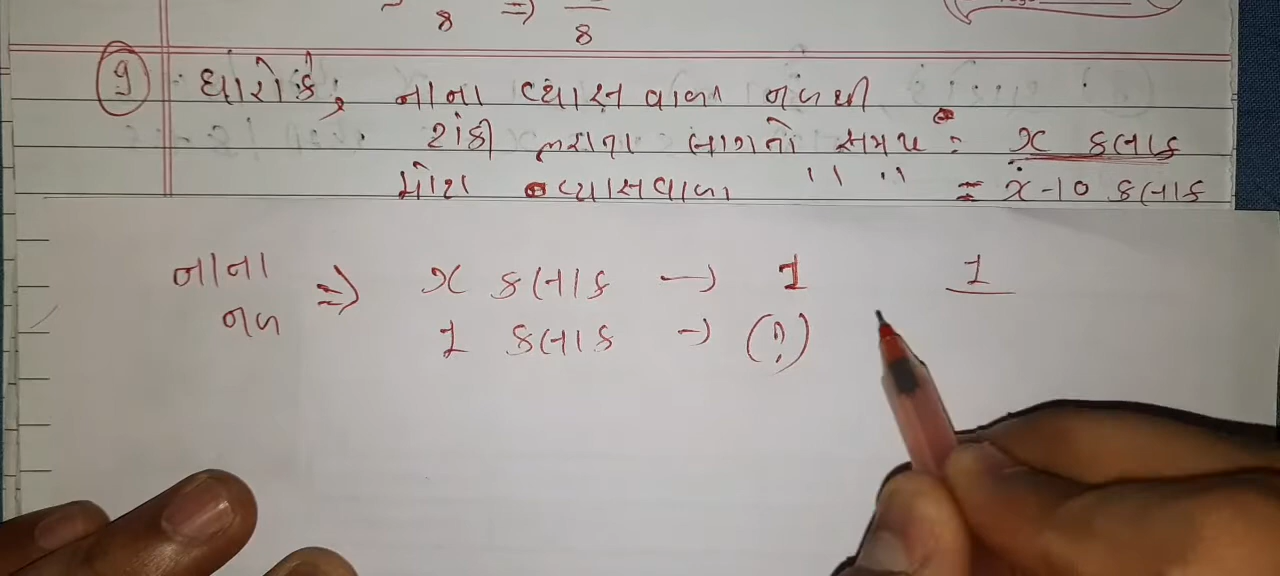 8 ⇒ 8
9 ધારોકે, નાના વ્યાસ વાળા નળથી
ટાંકી ભરાતા લાગતો સમય = x કલાક
મોટા વ્યાસવાળા " " = x-10 કલાક
નાના ⇒ x કલાક → 1 1
નળ 1 કલાક → (?)